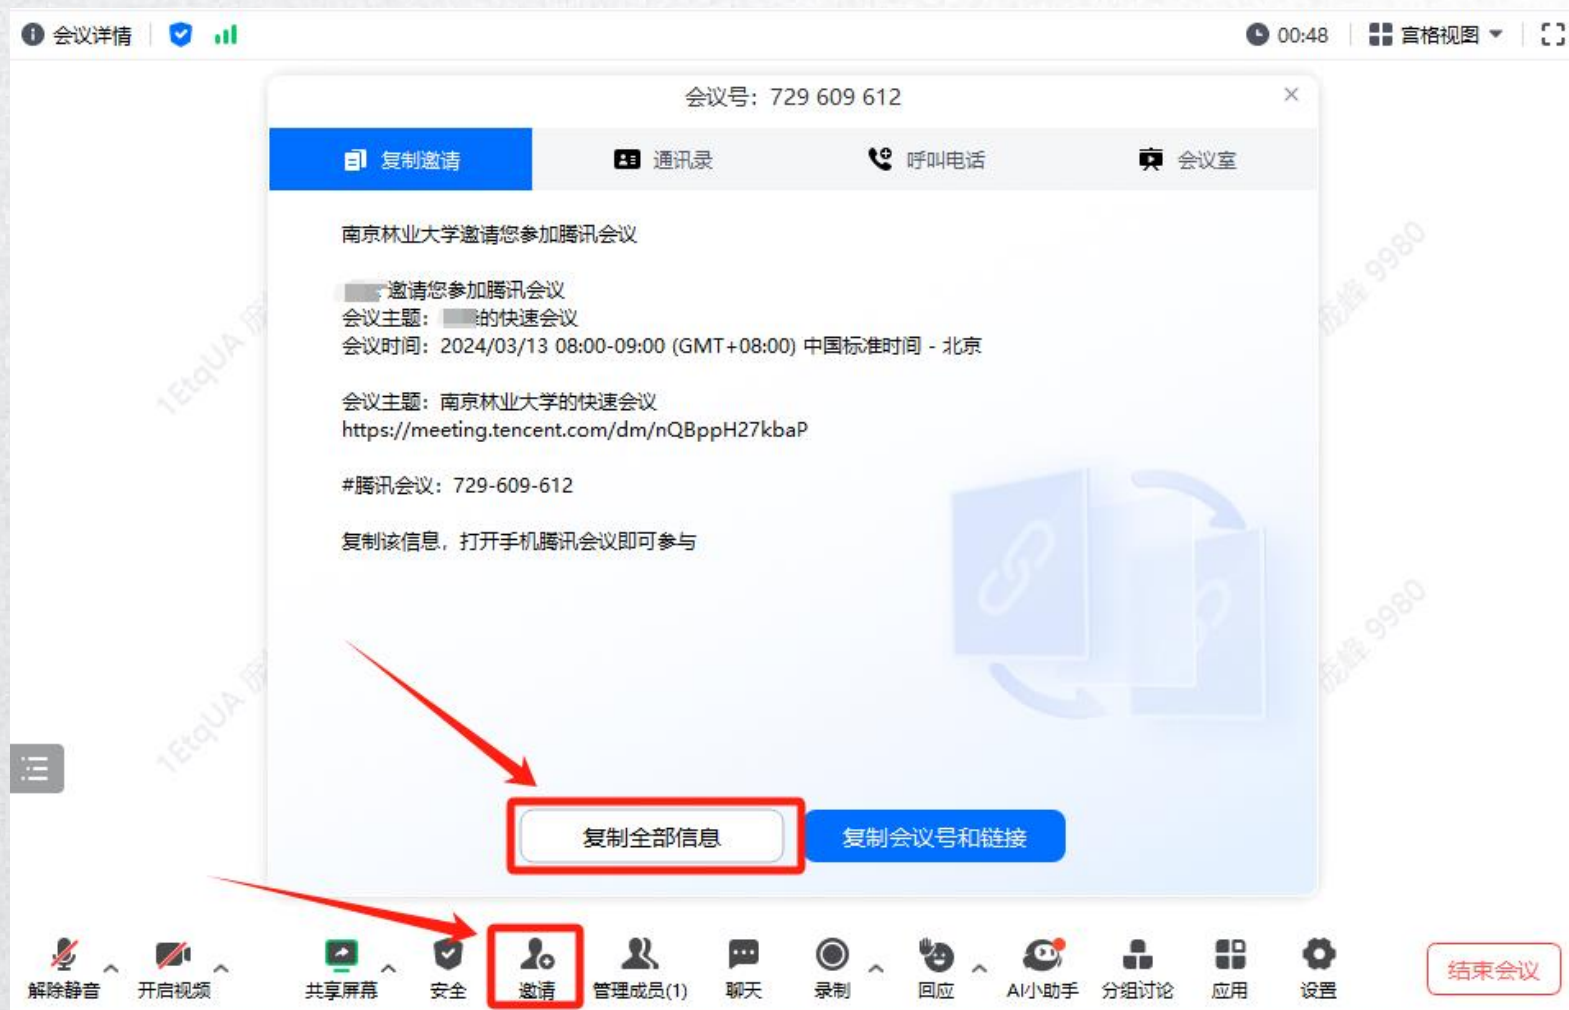 会议详情
00:48
宫格视图
会议号：729 609 612
复制邀请
通讯录
呼叫电话
会议室
南京林业大学邀请您参加腾讯会议
邀请您参加腾讯会议
会议主题：的快速会议
会议时间：2024/03/13 08:00-09:00 (GMT+08:00) 中国标准时间 - 北京
会议主题：南京林业大学的快速会议
https://meeting.tencent.com/dm/nQBppH27kbaP
#腾讯会议：729-609-612
复制该信息，打开手机腾讯会议即可参与
1EtqUA
9980
1EtqUA
9980
复制全部信息
复制会议号和链接
解除静音
开启视频
共享屏幕
安全
邀请
管理成员(1)
聊天
录制
回应
AI小助手
分组讨论
应用
设置
结束会议